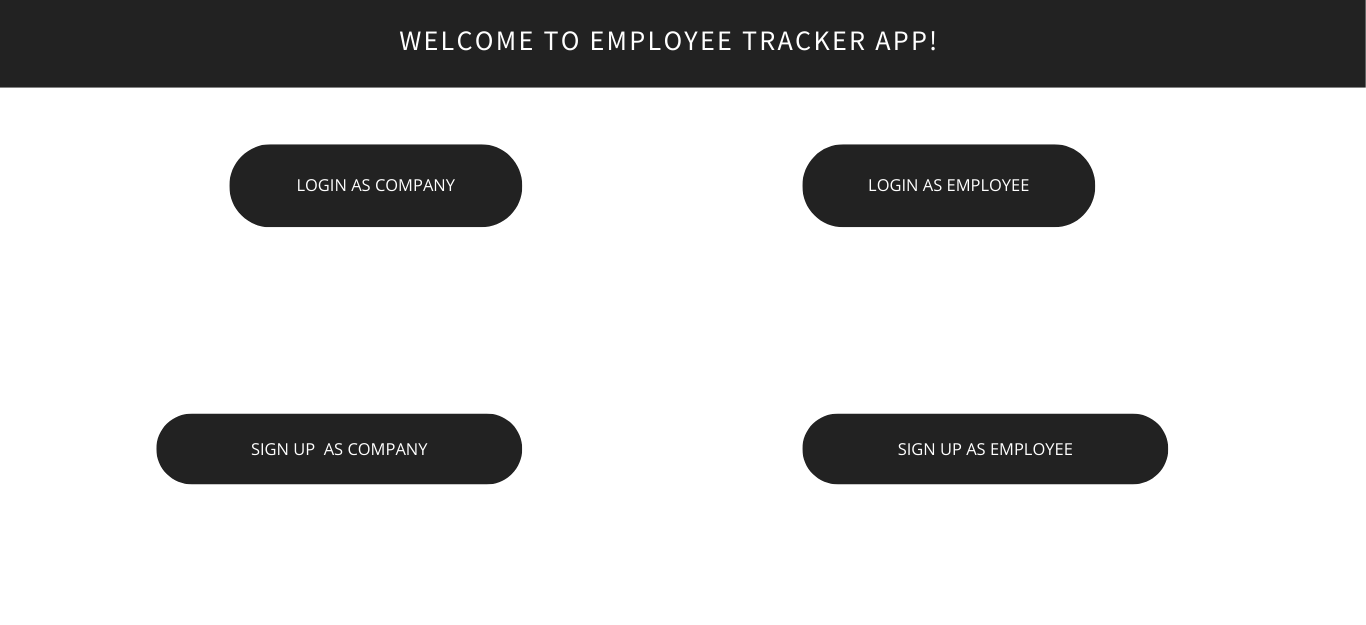 WELCOME TO EMPLOYEE TRACKER APP!
LOGIN AS COMPANY
LOGIN AS EMPLOYEE
SIGN UP  AS COMPANY
SIGN UP AS EMPLOYEE